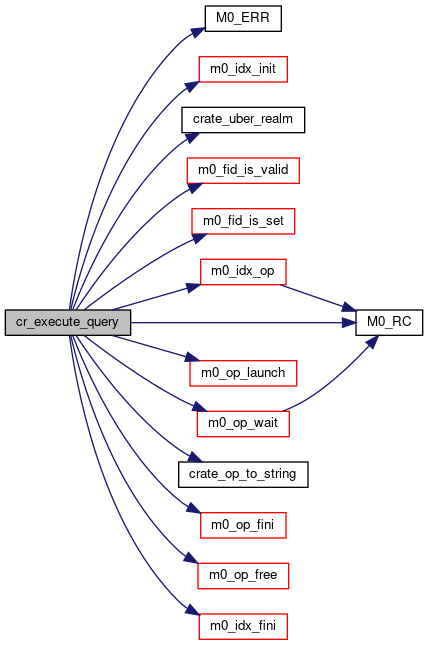 M0_ERR
m0_idx_init
crate_uber_realm
m0_fid_is_valid
m0_fid_is_set
m0_idx_op
cr_execute_query
M0_RC
m0_op_launch
m0_op_wait
crate_op_to_string
m0_op_fini
m0_op_free
m0_idx_fini